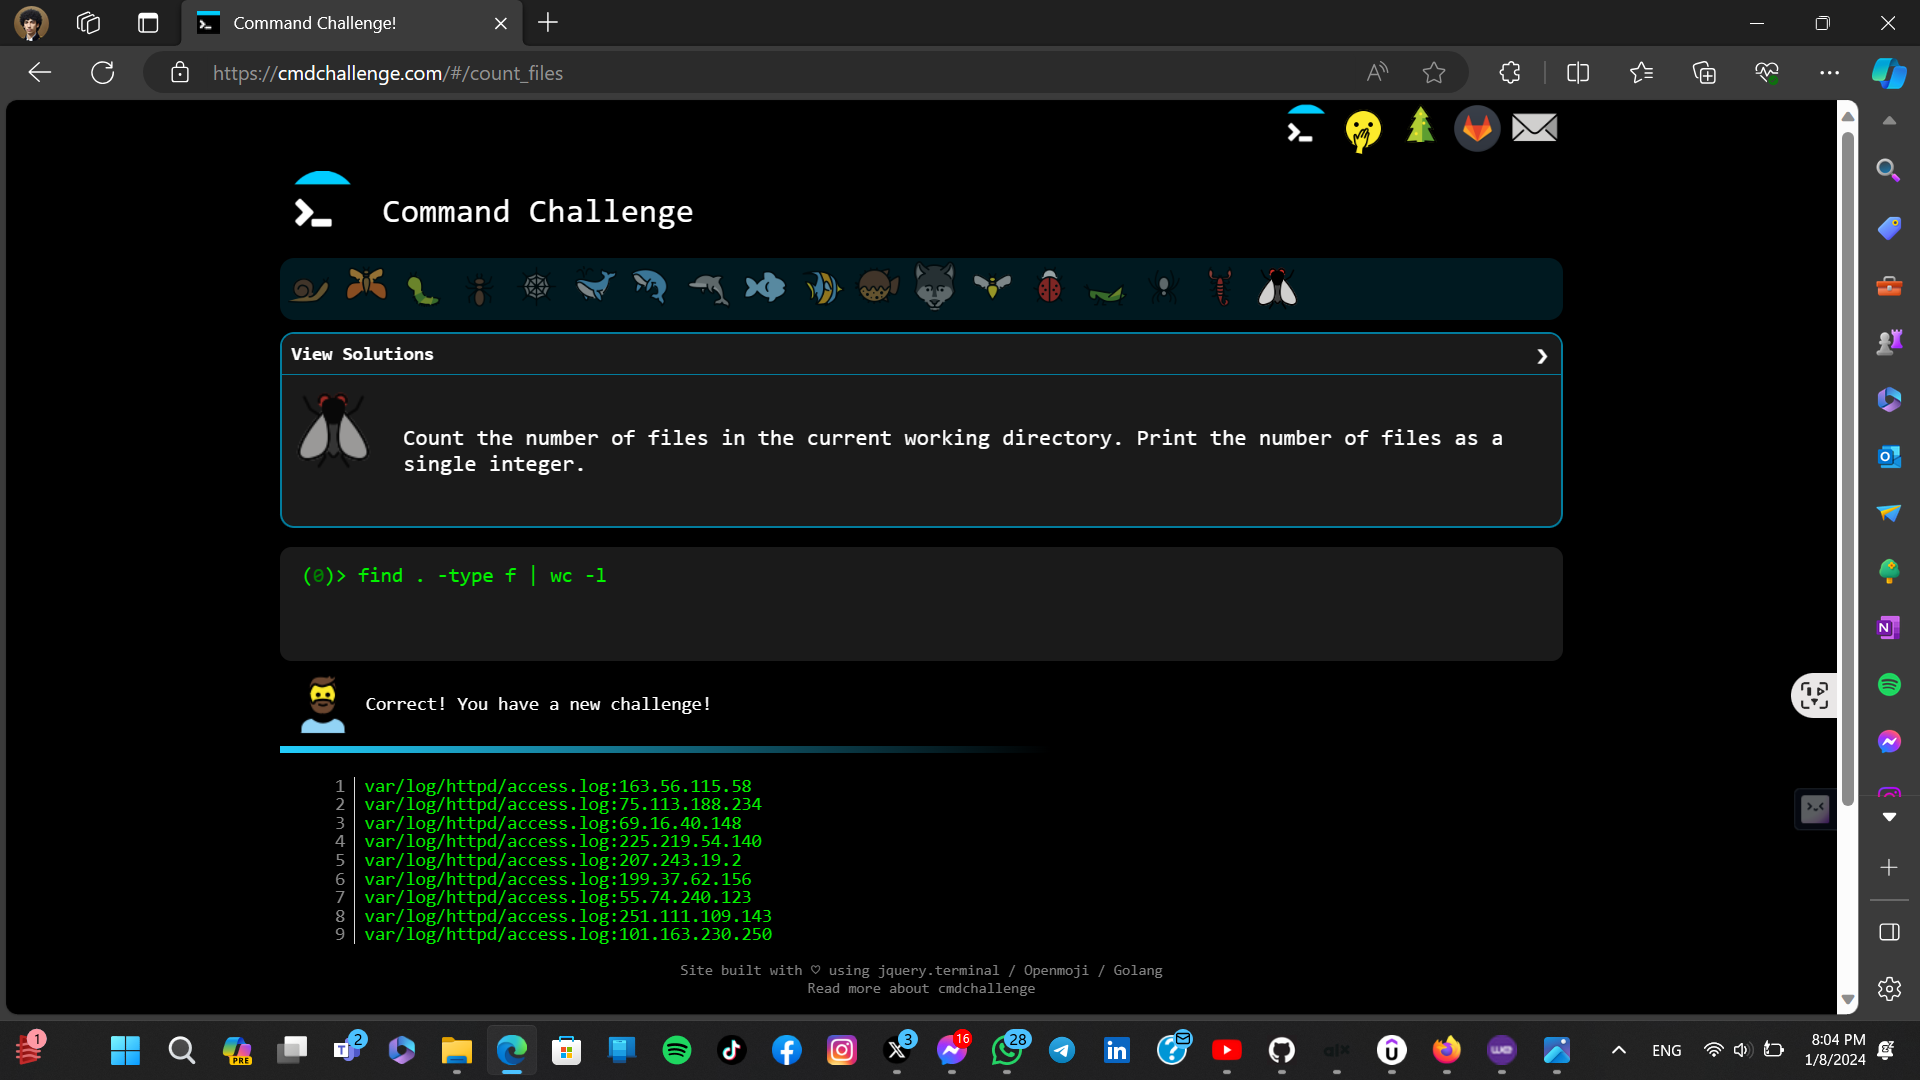 Command Challenge!
https://cmdchallenge.com/#/count_files
Command Challenge
View Solutions
Count the number of files in the current working directory. Print the number of files as a
single integer.
(0)> find . -type f | wc -l
Correct! You have a new challenge!
1 var/log/httpd/access.log:163.56.115.58
2 var/log/httpd/access.log:75.113.188.234
3 var/log/httpd/access.log:69.16.40.148
4 var/log/httpd/access.log:225.219.54.140
5 var/log/httpd/access.log:207.243.19.2
6 var/log/httpd/access.log:199.37.62.156
7 var/log/httpd/access.log:55.74.240.123
8 var/log/httpd/access.log:251.111.109.143
9 var/log/httpd/access.log:101.163.230.250
Site built with ♡ using jquery.terminal / Openmoji / Golang
Read more about cmdchallenge
1
PRE
2
3
16
28
ENG
8:04 PM
1/8/2024